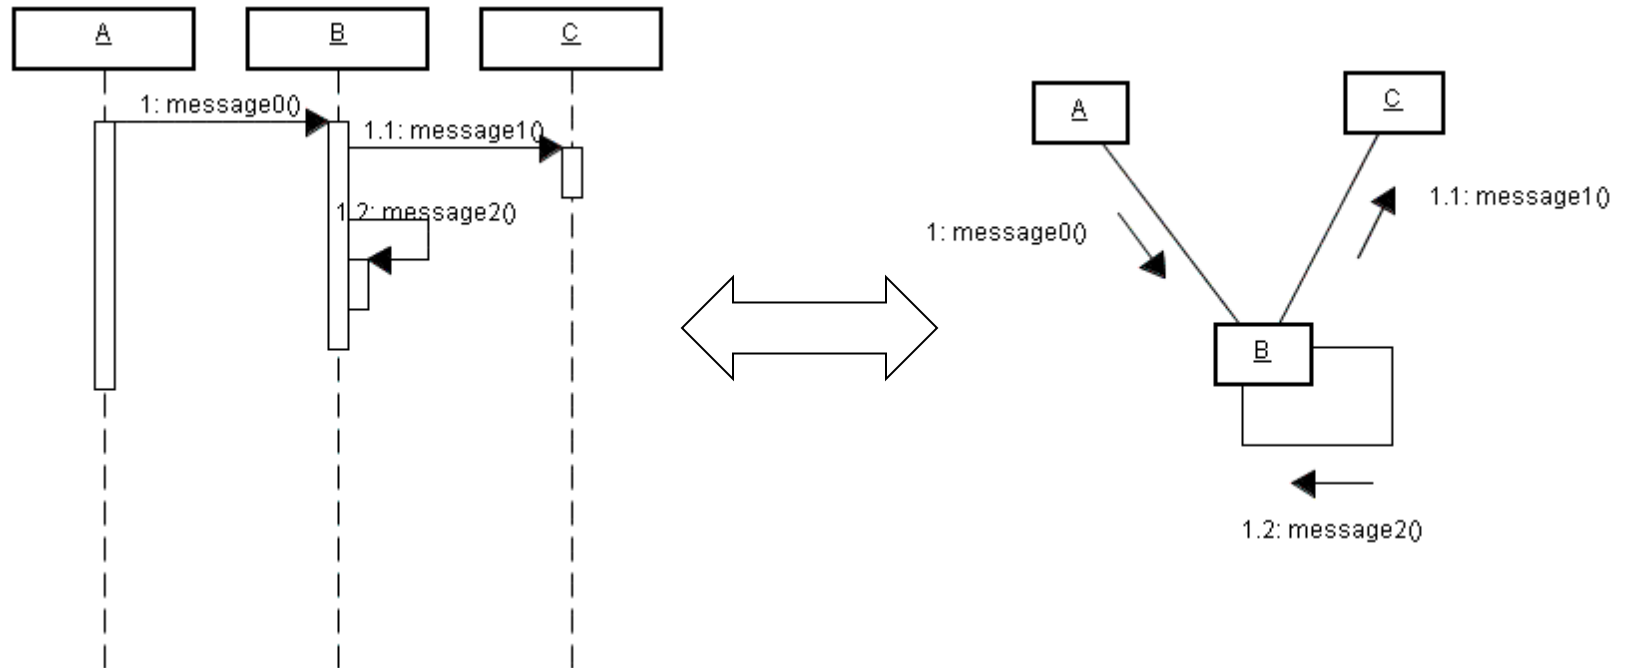 A
B
C
1: message0()
1.1: message1()
1.2: message2()
A
C
1.1: message1()
1: message0()
B
1.2: message2()